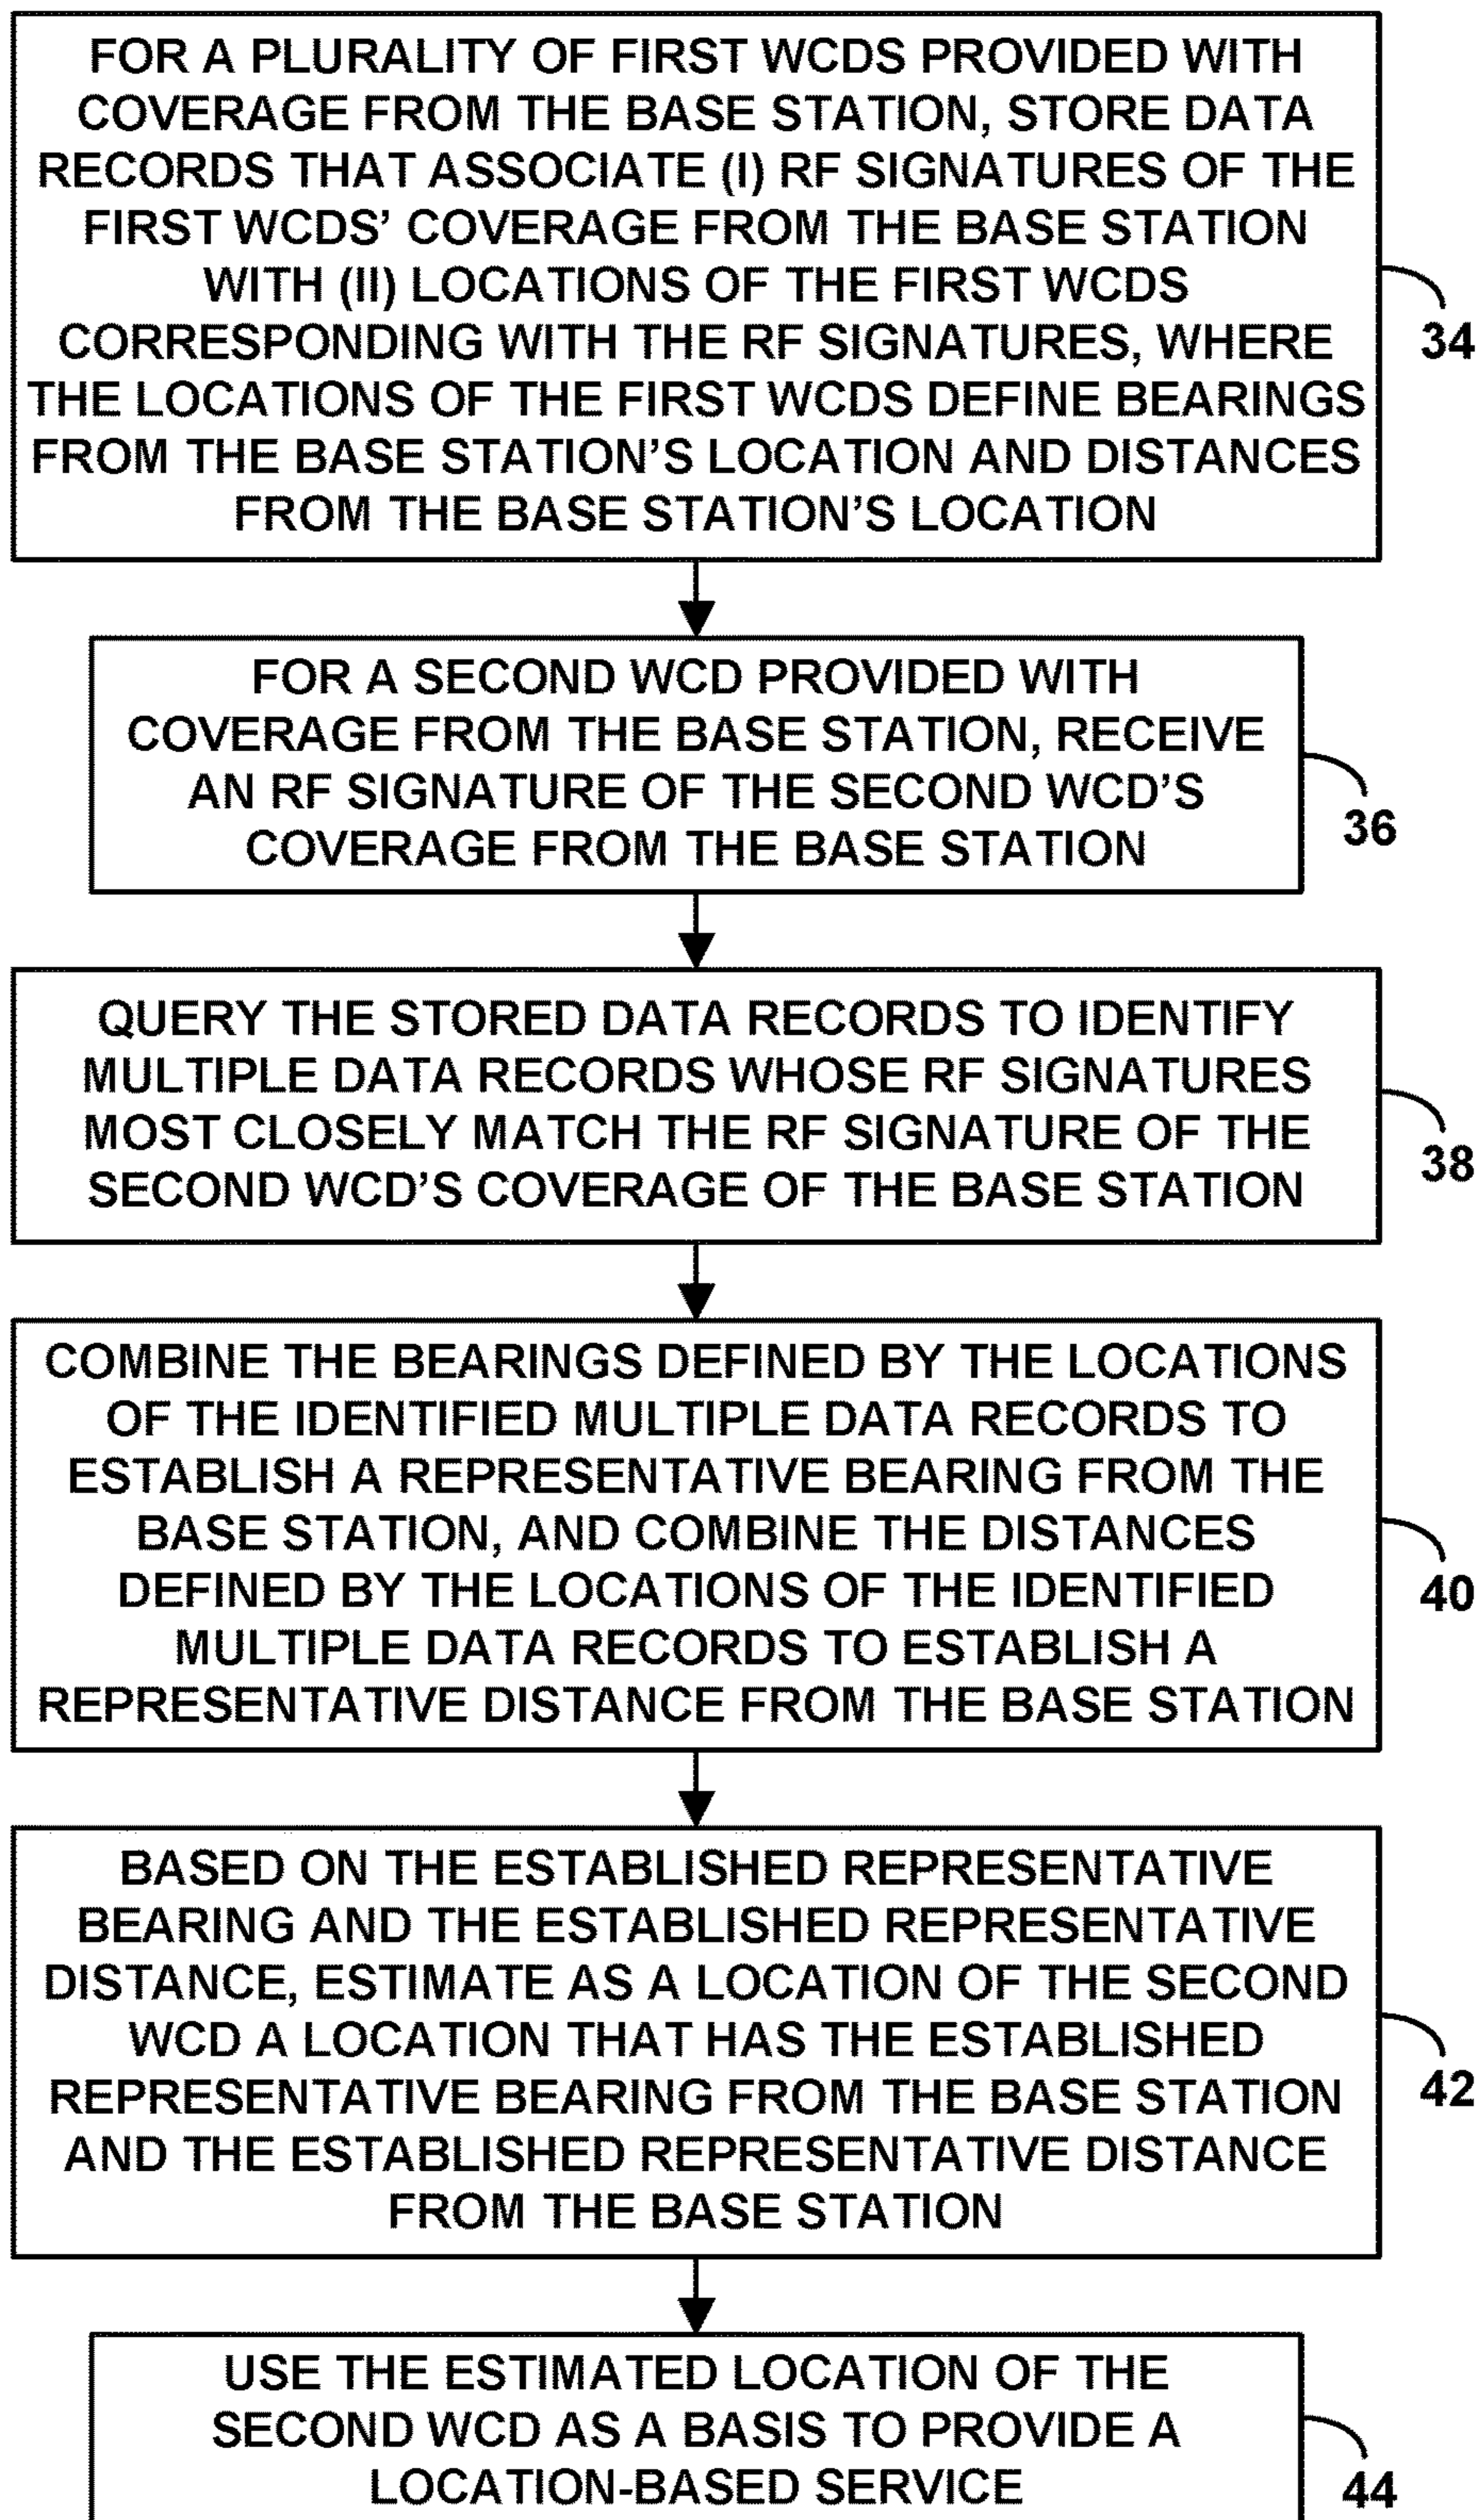 FOR A PLURALITY OF FIRST WCDS PROVIDED WITH
COVERAGE FROM THE BASE STATION, STORE DATA
RECORDS THAT ASSOCIATE (I) RF SIGNATURES OF THE
FIRST WCDS’ COVERAGE FROM THE BASE STATION
WITH (II) LOCATIONS OF THE FIRST WCDS
CORRESPONDING WITH THE RF SIGNATURES, WHERE
THE LOCATIONS OF THE FIRST WCDS DEFINE BEARINGS
FROM THE BASE STATION’S LOCATION AND DISTANCES
FROM THE BASE STATION’S LOCATION
34
FOR A SECOND WCD PROVIDED WITH
COVERAGE FROM THE BASE STATION, RECEIVE
AN RF SIGNATURE OF THE SECOND WCD’S
COVERAGE FROM THE BASE STATION
36
QUERY THE STORED DATA RECORDS TO IDENTIFY
MULTIPLE DATA RECORDS WHOSE RF SIGNATURES
MOST CLOSELY MATCH THE RF SIGNATURE OF THE
SECOND WCD’S COVERAGE OF THE BASE STATION
38
COMBINE THE BEARINGS DEFINED BY THE LOCATIONS
OF THE IDENTIFIED MULTIPLE DATA RECORDS TO
ESTABLISH A REPRESENTATIVE BEARING FROM THE
BASE STATION, AND COMBINE THE DISTANCES
DEFINED BY THE LOCATIONS OF THE IDENTIFIED
MULTIPLE DATA RECORDS TO ESTABLISH A
REPRESENTATIVE DISTANCE FROM THE BASE STATION
40
BASED ON THE ESTABLISHED REPRESENTATIVE
BEARING AND THE ESTABLISHED REPRESENTATIVE
DISTANCE, ESTIMATE AS A LOCATION OF THE SECOND
WCD A LOCATION THAT HAS THE ESTABLISHED
REPRESENTATIVE BEARING FROM THE BASE STATION
AND THE ESTABLISHED REPRESENTATIVE DISTANCE
FROM THE BASE STATION
42
USE THE ESTIMATED LOCATION OF THE
SECOND WCD AS A BASIS TO PROVIDE A
LOCATION-BASED SERVICE
44